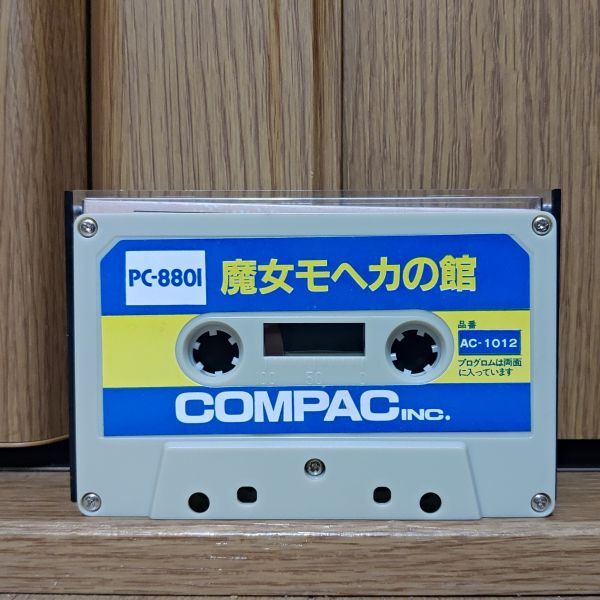 PC-8801
魔女モヘカの館
品番
AC-1012
プログロムは両面
に入っています
100 50 0
COMPAC INC.